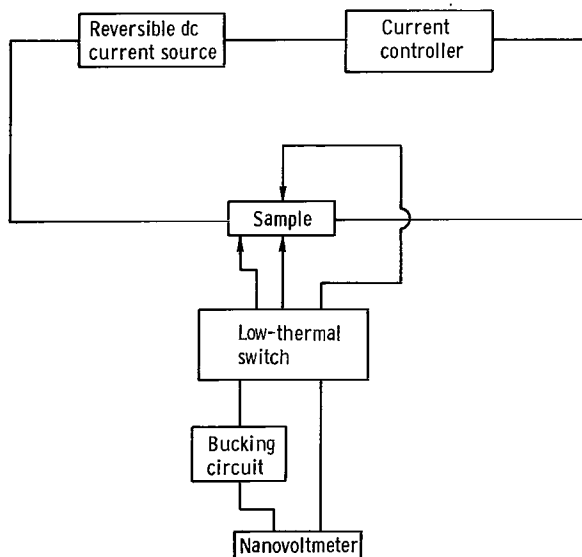 Reversible dc
current source
Current
controller
Sample
Low-thermal
switch
Bucking
circuit
Nanovoltmeter